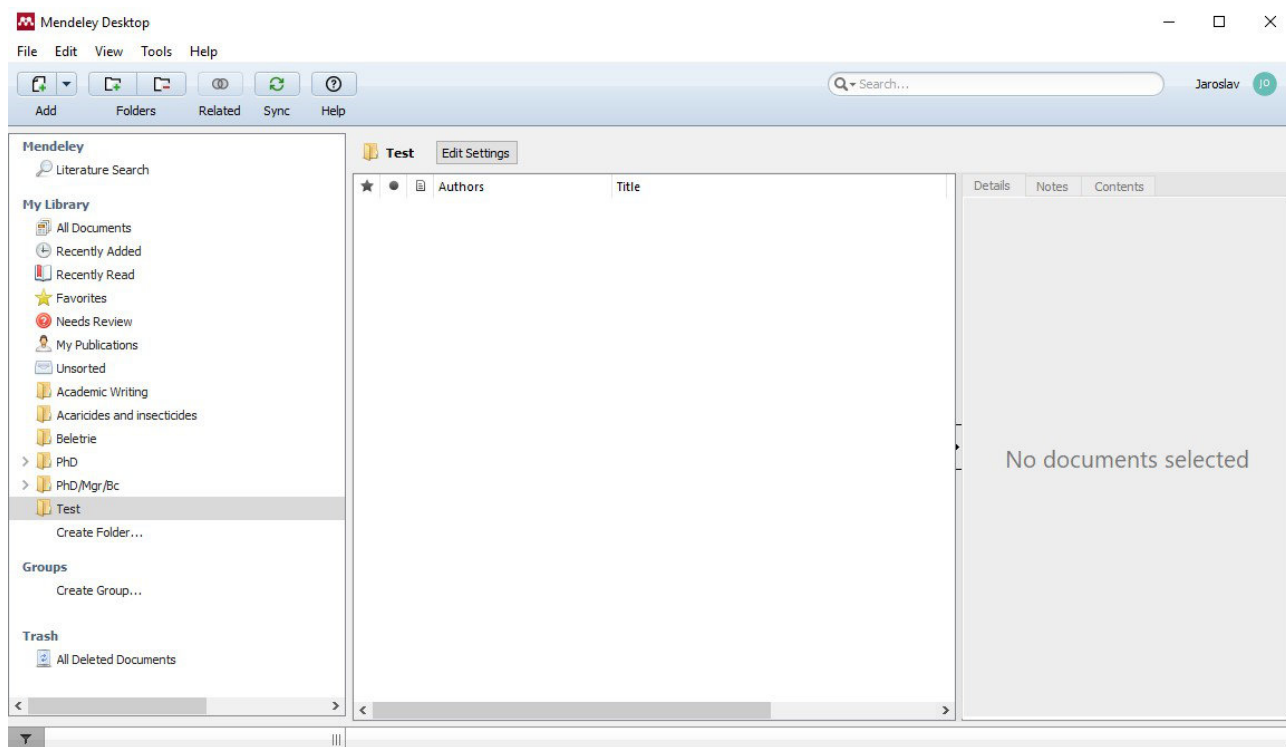 Mendeley Desktop
File Edit View Tools Help
Search...
Jaroslav JO
Add Folders Related Sync Help
Mendeley
Literature Search
My Library
All Documents
Recently Added
Recently Read
Favorites
Needs Review
My Publications
Unsorted
Academic Writing
Acaricides and insecticides
Beletrie
PhD
PhD/Mgr/Bc
Test
Create Folder...
Groups
Create Group...
Trash
All Deleted Documents
Test Edit Settings
Authors Title
Details Notes Contents
No documents selected